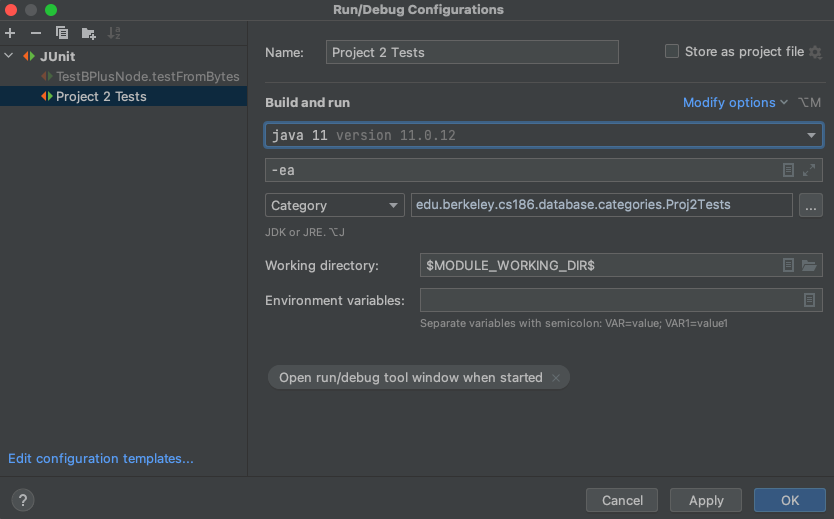 Run/Debug Configurations
JUnit
TestBPlusNode.testFromBytes
Project 2 Tests
Edit configuration templates...
Name: Project 2 Tests Store as project file
Build and run Modify options ⌥M
java 11 version 11.0.12
-ea
Category edu.berkeley.cs186.database.categories.Proj2Tests ...
JDK or JRE. ⌥J
Working directory: $MODULE_WORKING_DIR$
Environment variables:
Separate variables with semicolon: VAR=value; VAR1=value1
Open run/debug tool window when started ×
? Cancel Apply OK